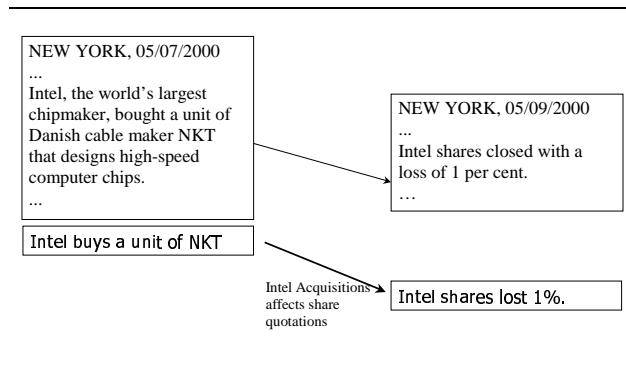 NEW YORK, 05/07/2000
...
Intel, the world's largest
chipmaker, bought a unit of
Danish cable maker NKT
that designs high-speed
computer chips.
...
Intel buys a unit of NKT
NEW YORK, 05/09/2000
...
Intel shares closed with a
loss of 1 per cent.
…
Intel Acquisitions
affects share
quotations
Intel shares lost 1%.